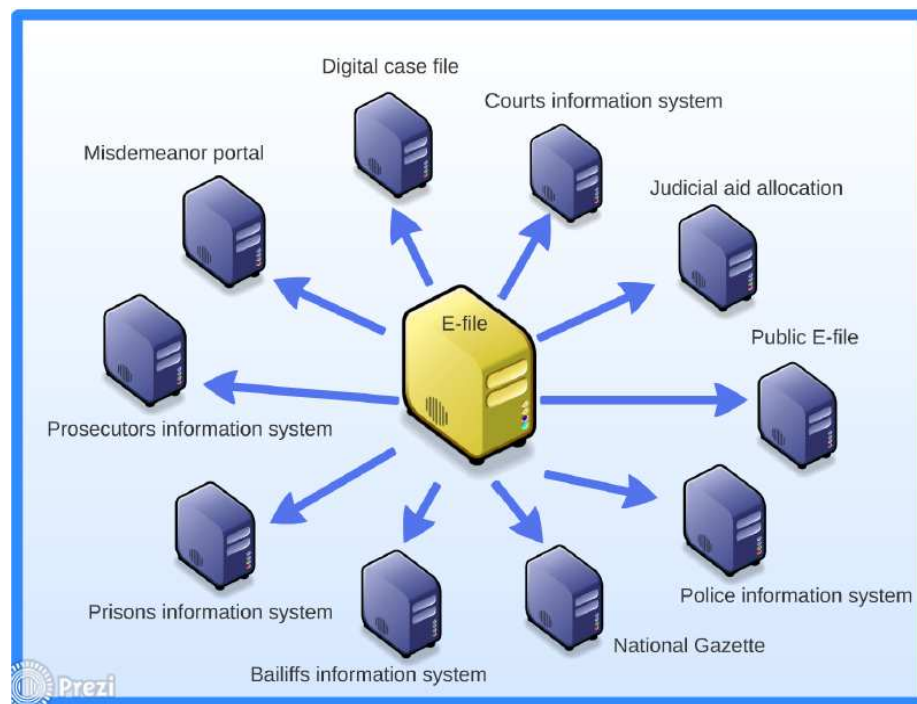 Digital case file
Courts information system
Misdemeanor portal
Judicial aid allocation
E-file
Public E-file
Prosecutors information system
Police information system
Prisons information system
National Gazette
Bailiffs information system
Prezi